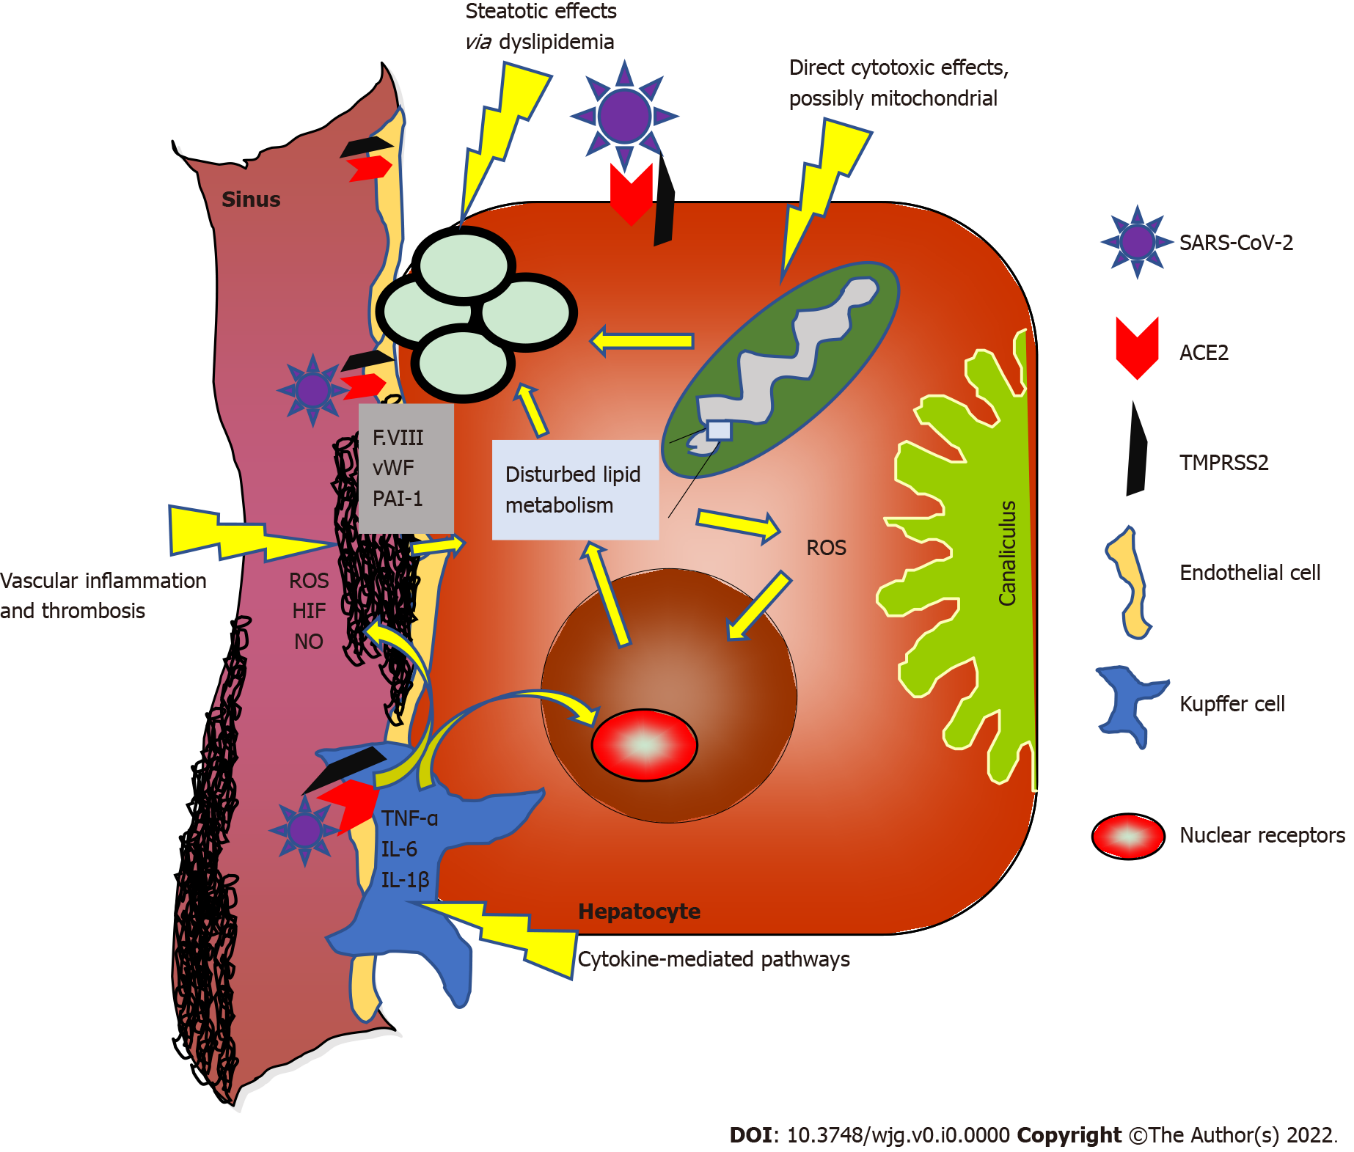 Steatotic effects
via dyslipidemia
Direct cytotoxic effects,
possibly mitochondrial
Sinus
SARS-CoV-2
ACE2
TMPRSS2
Endothelial cell
Kupffer cell
Nuclear receptors
F.VIII
vWF
PAI-1
Disturbed lipid
metabolism
ROS
Canaliculus
Vascular inflammation
and thrombosis
ROS
HIF
NO
TNF-α
IL-6
IL-1β
Hepatocyte
Cytokine-mediated pathways
DOI: 10.3748/wjg.v0.i0.0000 Copyright ©The Author(s) 2022.